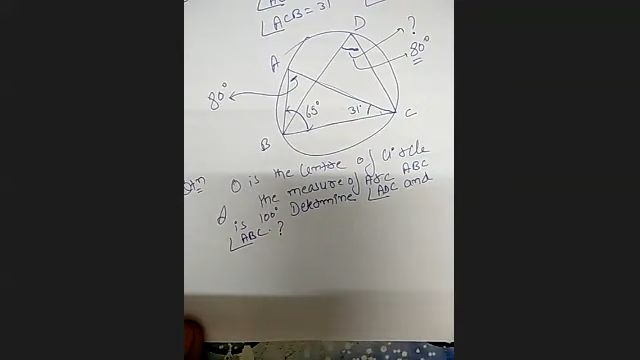 ∠ACB = 31
D
?
80°
A
80°
69°
31°
C
B
O is the Centre of Circle
& the measure of Arc ABC
is 100° Determine ∠ADC and
∠ABC. ?